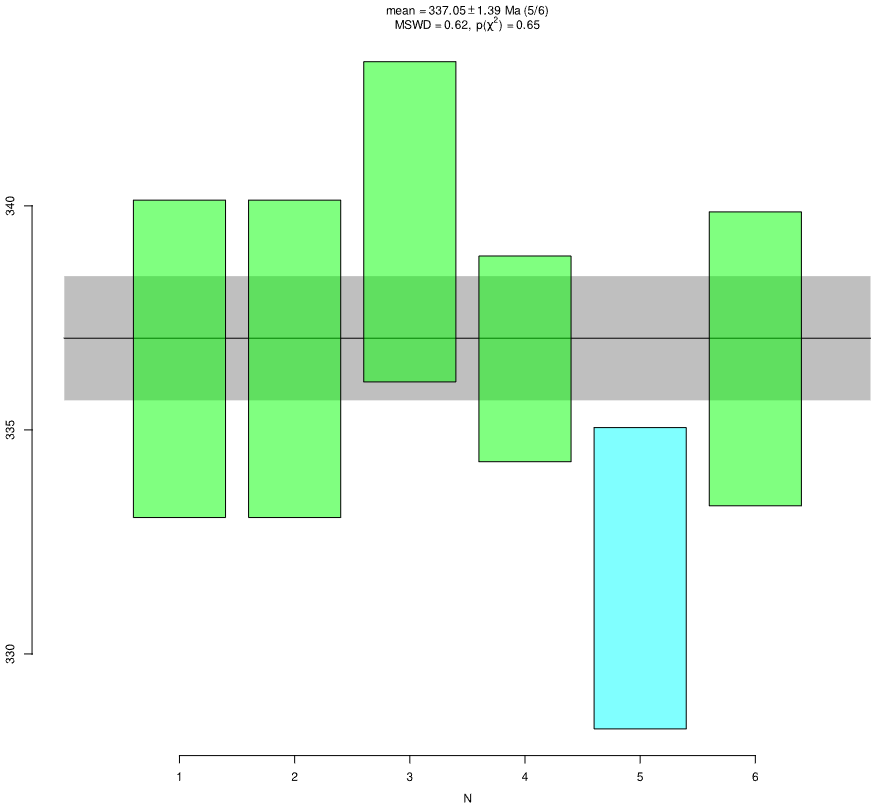 mean = 337.05 ± 1.39 Ma (5/6)
MSWD = 0.62, p(χ²) = 0.65
340
335
330
1 2 3 4 5 6
N